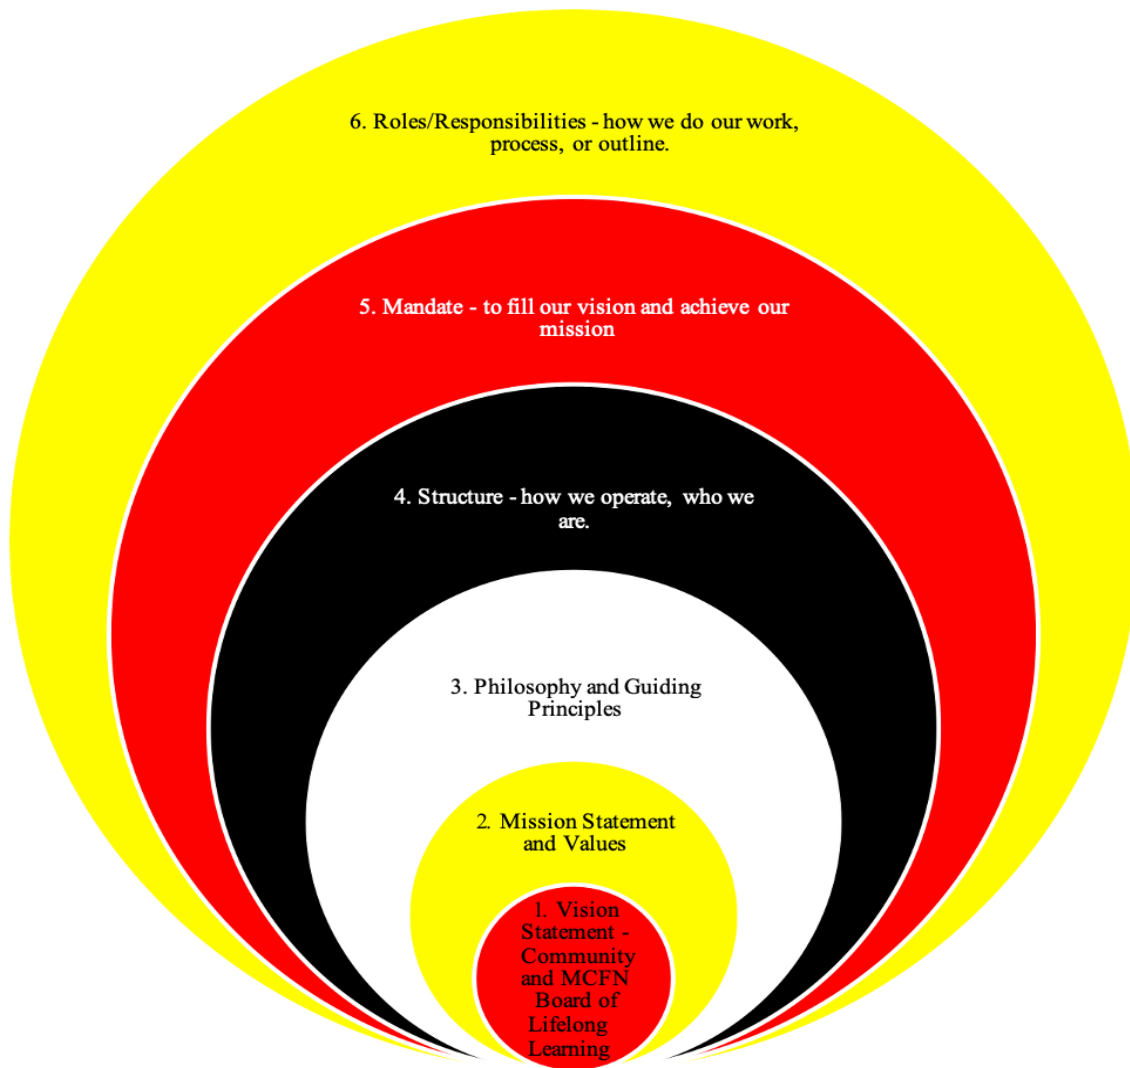 6. Roles/Responsibilities - how we do our work,
process, or outline.
5. Mandate - to fill our vision and achieve our
mission
4. Structure - how we operate, who we
are.
3. Philosophy and Guiding
Principles
2. Mission Statement
and Values
1. Vision
Statement -
Community
and MCFN
Board of
Lifelong
Learning